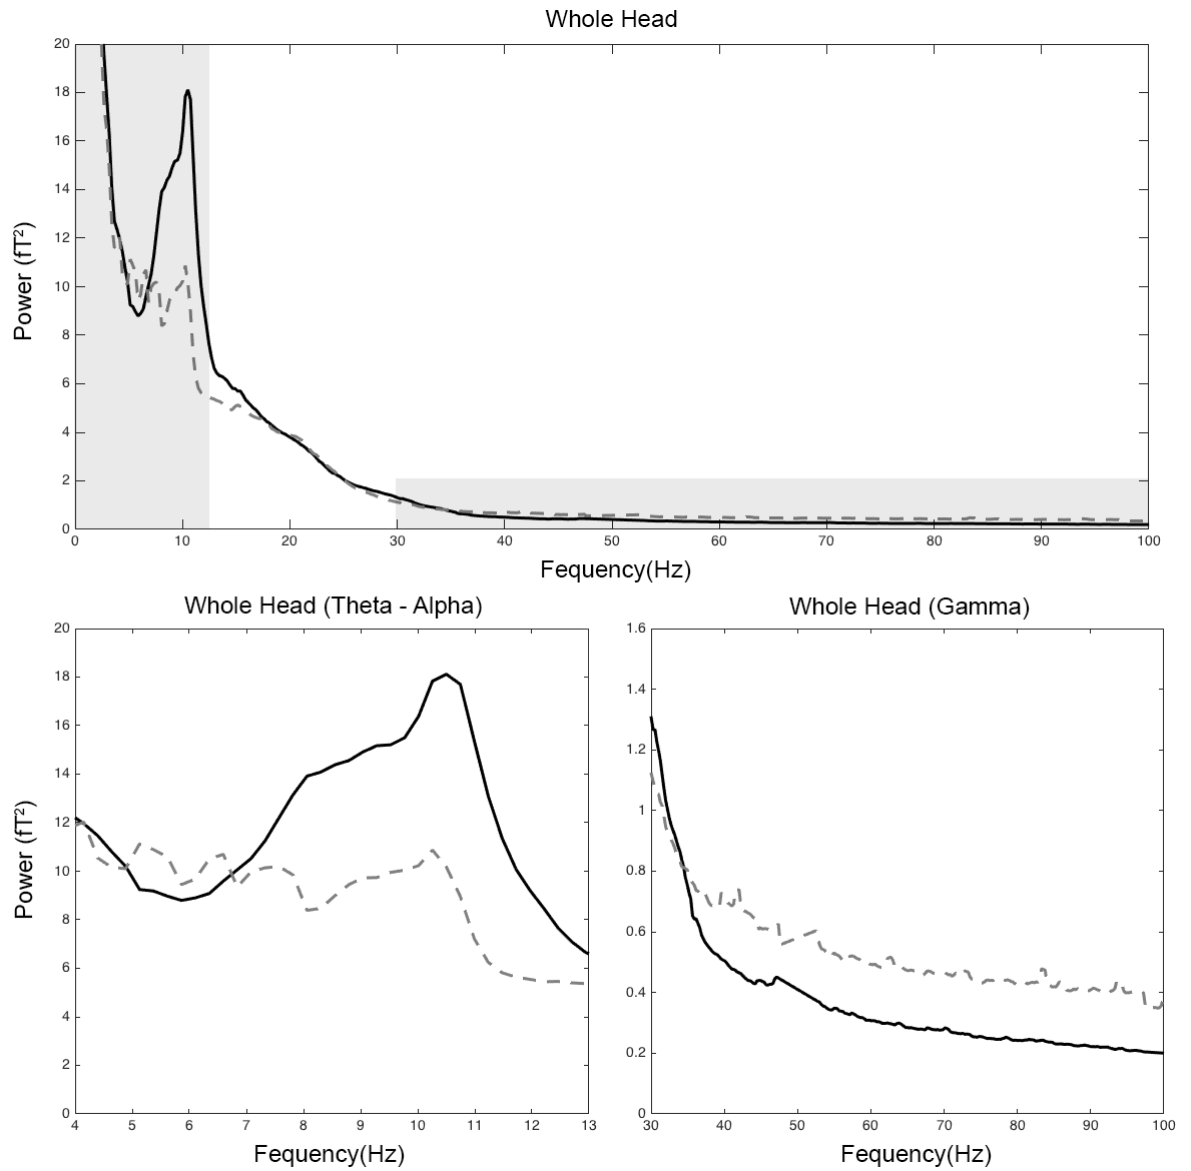 Whole Head
20
18
16
14
12
10
8
6
4
2
0
Power (fT²)
0 10 20 30 40 50 60 70 80 90 100
Fequency(Hz)
Whole Head (Theta - Alpha)
20
18
16
14
12
10
8
6
4
2
0
Power (fT²)
4 5 6 7 8 9 10 11 12 13
Fequency(Hz)
Whole Head (Gamma)
1.6
1.4
1.2
1
0.8
0.6
0.4
0.2
0
30 40 50 60 70 80 90 100
Fequency(Hz)